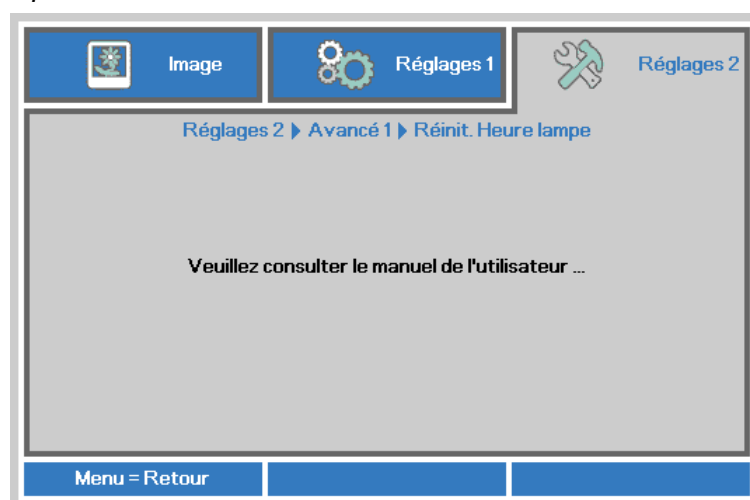 Image
Réglages 1
Réglages 2
Réglages 2 ▶ Avancé 1 ▶ Réinit. Heure lampe
Veuillez consulter le manuel de l'utilisateur ...
Menu = Retour